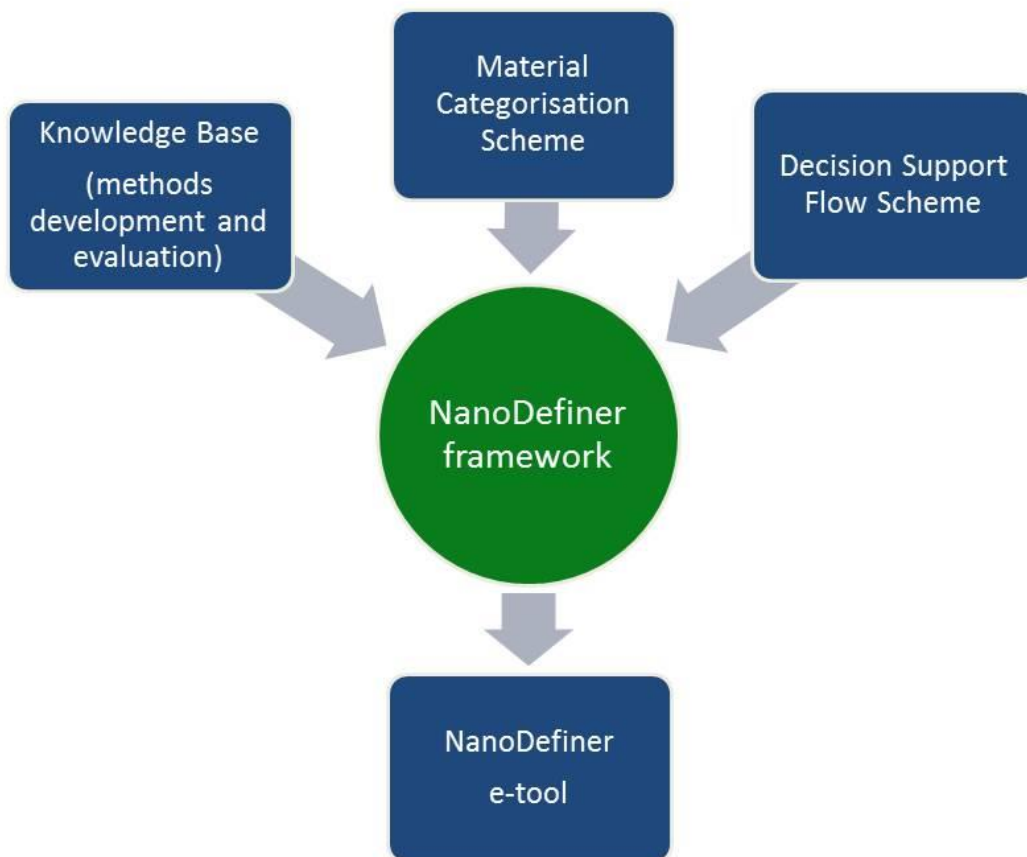 Material
Categorisation
Scheme
Knowledge Base
(methods
development and
evaluation)
Decision Support
Flow Scheme
NanoDefiner
framework
NanoDefiner
e-tool